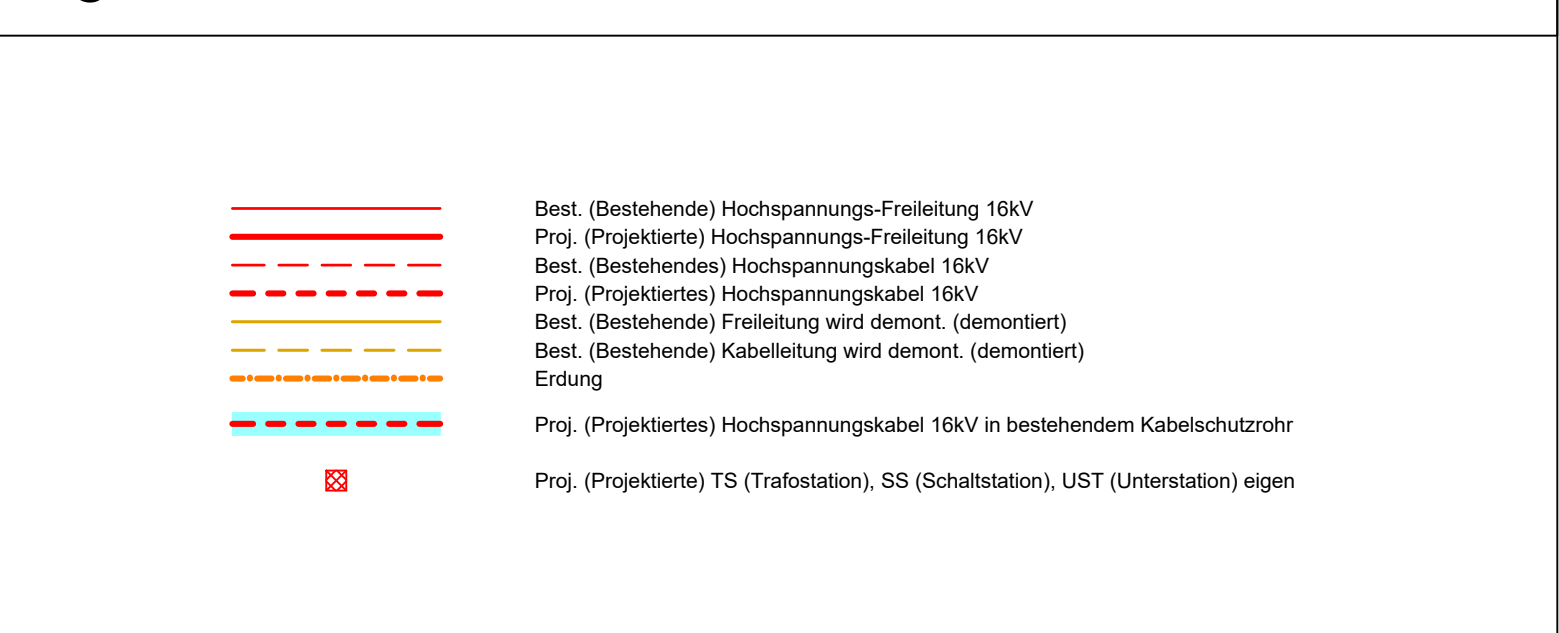 Best. (Bestehende) Hochspannungs-Freileitung 16kV
Proj. (Projektierte) Hochspannungs-Freileitung 16kV
Best. (Bestehendes) Hochspannungskabel 16kV
Proj. (Projektiertes) Hochspannungskabel 16kV
Best. (Bestehende) Freileitung wird demont. (demontiert)
Best. (Bestehende) Kabelleitung wird demont. (demontiert)
Erdung
Proj. (Projektiertes) Hochspannungskabel 16kV in bestehendem Kabelschutzrohr
Proj. (Projektierte) TS (Trafostation), SS (Schaltstation), UST (Unterstation) eigen